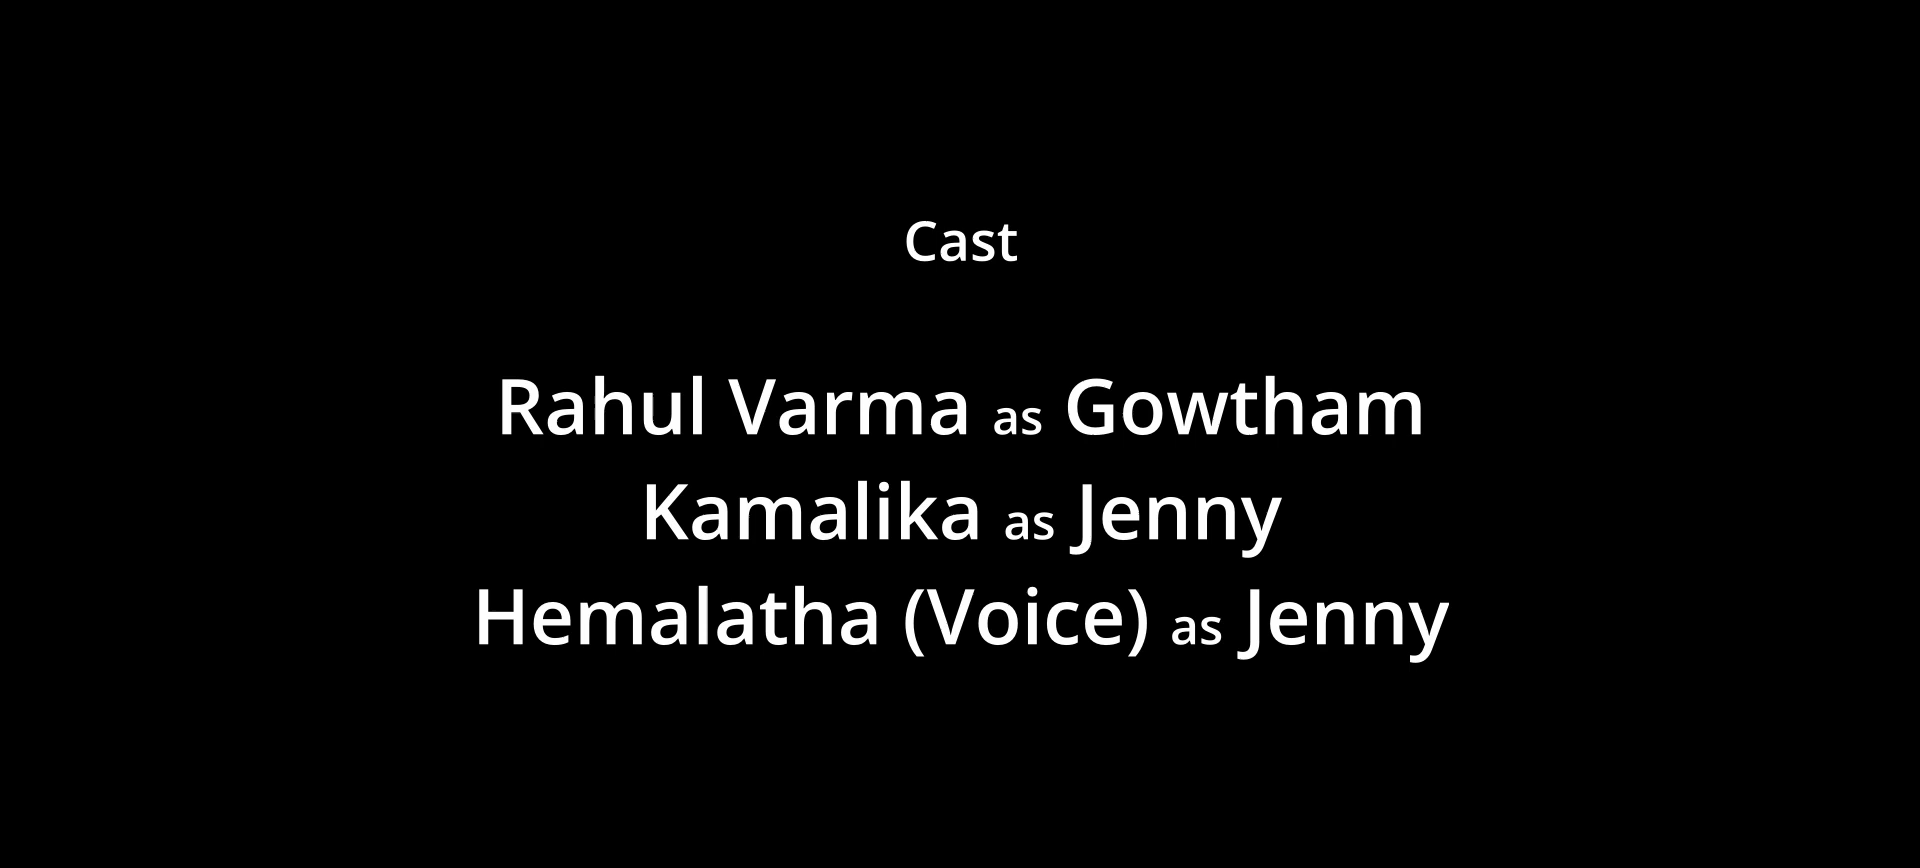 Cast
Rahul Varma as Gowtham
Kamalika as Jenny
Hemalatha (Voice) as Jenny